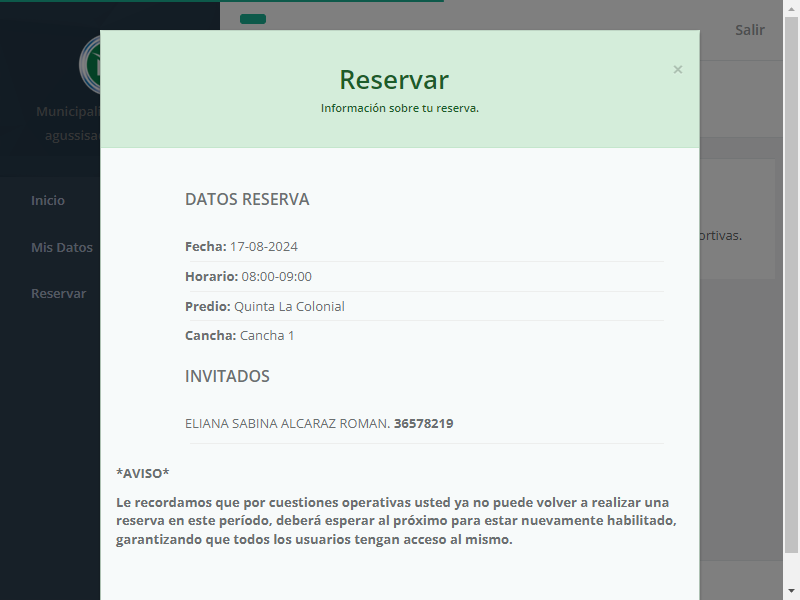 Salir
Reservar
×
Información sobre tu reserva.
Inicio
Mis Datos
Reservar
DATOS RESERVA
Fecha: 17-08-2024
Horario: 08:00-09:00
Predio: Quinta La Colonial
Cancha: Cancha 1
INVITADOS
ELIANA SABINA ALCARAZ ROMAN. 36578219
*AVISO*
Le recordamos que por cuestiones operativas usted ya no puede volver a realizar una
reserva en este período, deberá esperar al próximo para estar nuevamente habilitado,
garantizando que todos los usuarios tengan acceso al mismo.